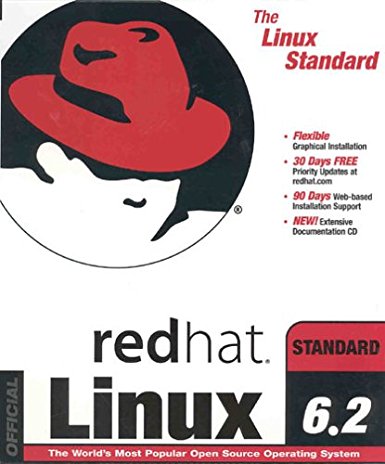 The
Linux
Standard
• Flexible
Graphical Installation
• 30 Days FREE
Priority Updates at
redhat.com
• 90 Days Web-based
Installation Support
• NEW! Extensive
Documentation CD
®
redhat®
STANDARD
OFFICIAL
Linux
6.2
The World's Most Popular Open Source Operating System